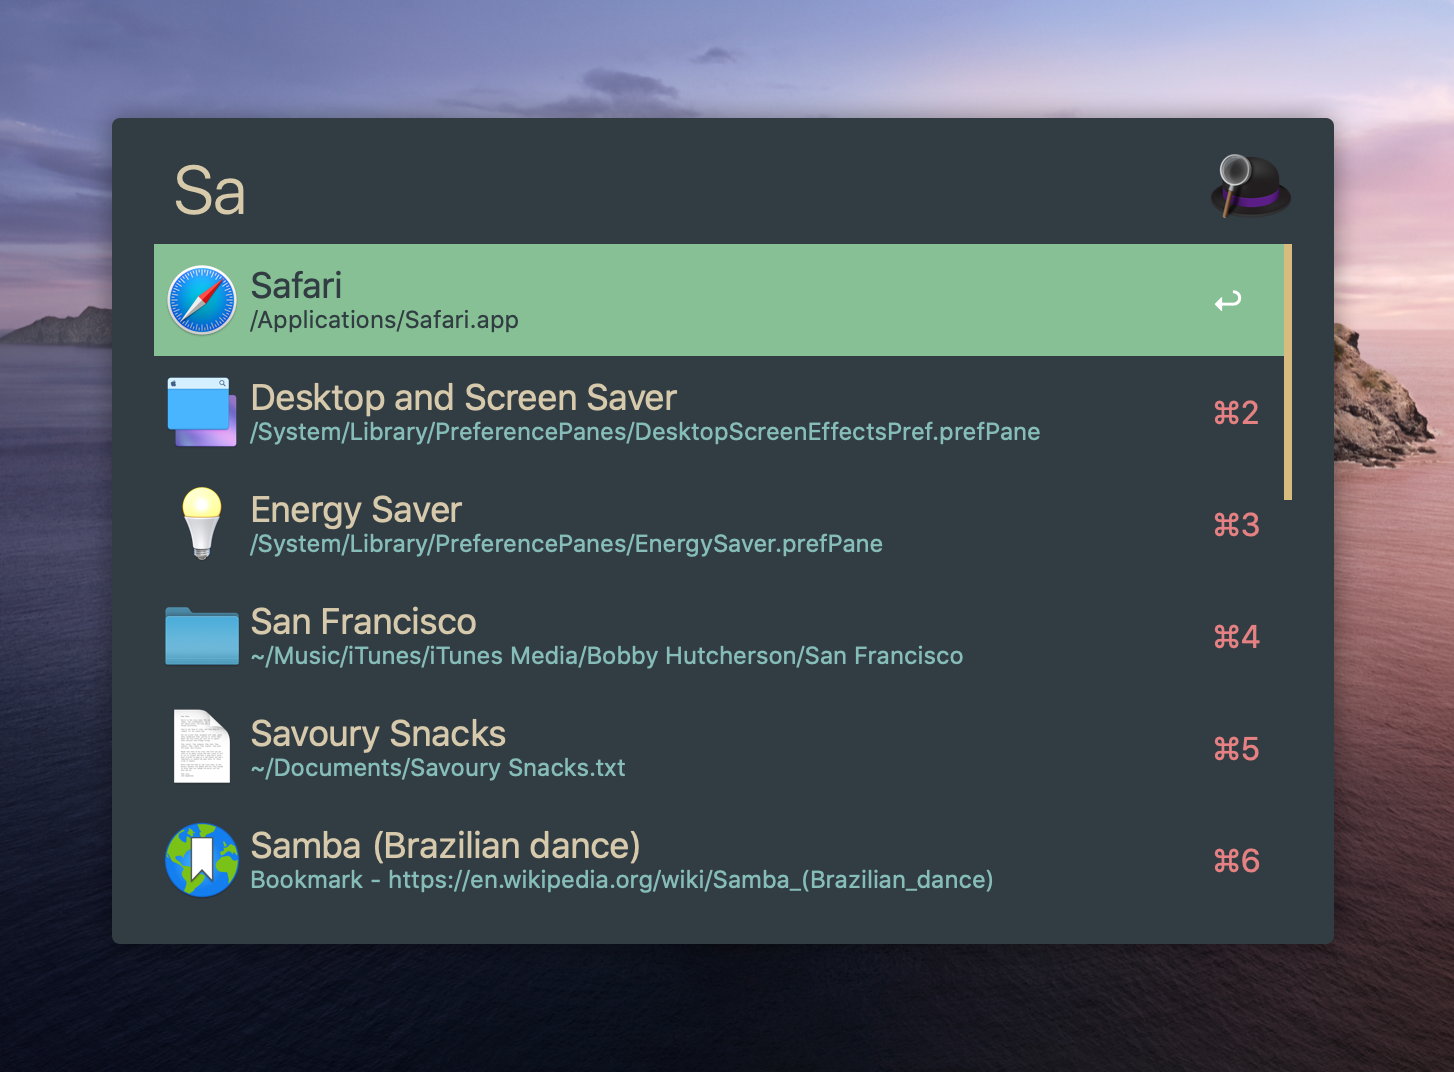 Sa
Safari
/Applications/Safari.app
↩
Desktop and Screen Saver
/System/Library/PreferencePanes/DesktopScreenEffectsPref.prefPane
⌘2
Energy Saver
/System/Library/PreferencePanes/EnergySaver.prefPane
⌘3
San Francisco
~/Music/iTunes/iTunes Media/Bobby Hutcherson/San Francisco
⌘4
Savoury Snacks
~/Documents/Savoury Snacks.txt
⌘5
Samba (Brazilian dance)
Bookmark - https://en.wikipedia.org/wiki/Samba_(Brazilian_dance)
⌘6